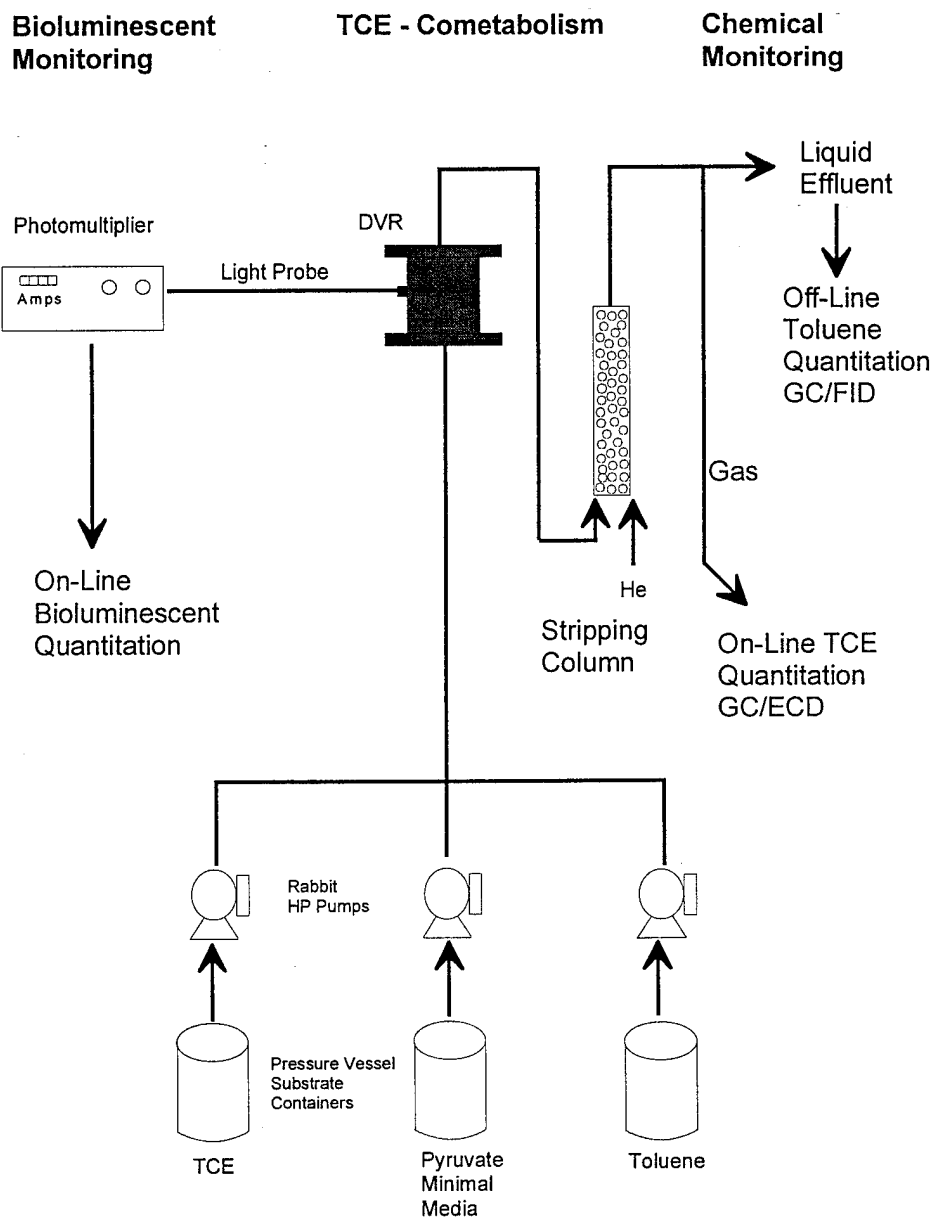 Bioluminescent
Monitoring
TCE - Cometabolism
Chemical
Monitoring
Liquid
Effluent
Photomultiplier
DVR
Light Probe
Amps
Off-Line
Toluene
Quantitation
GC/FID
Gas
On-Line
Bioluminescent
Quantitation
He
Stripping
Column
On-Line TCE
Quantitation
GC/ECD
Rabbit
HP Pumps
Pressure Vessel
Substrate
Containers
TCE
Pyruvate
Minimal
Media
Toluene